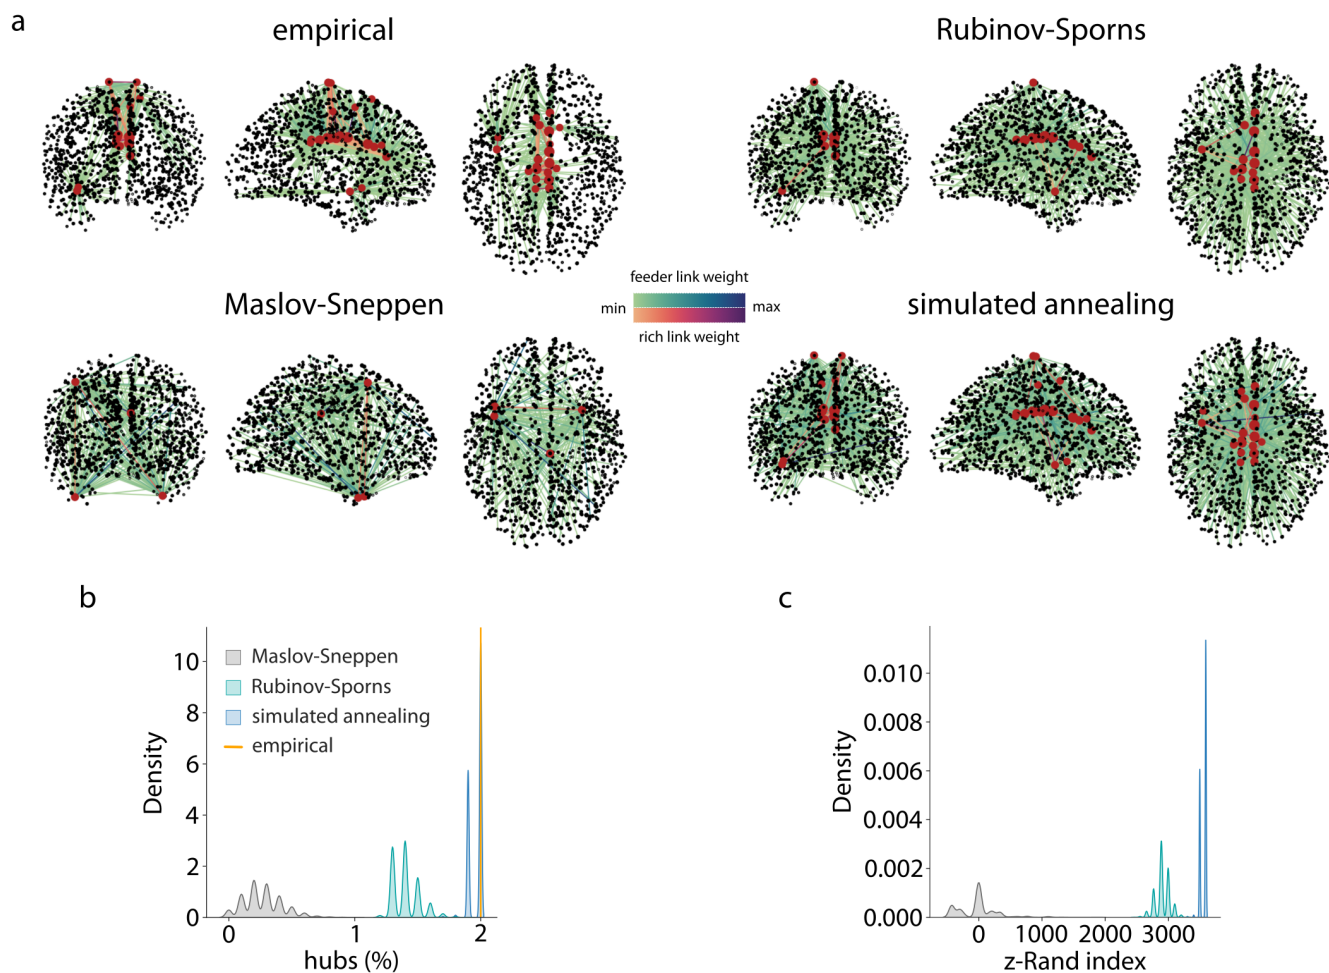 a
empirical
Rubinov-Sporns
feeder link weight
min
max
rich link weight
Maslov-Sneppen
simulated annealing
b
Density
10
8
6
4
2
0
Maslov-Sneppen
Rubinov-Sporns
simulated annealing
empirical
0
1
2
hubs (%)
c
Density
0.010
0.008
0.006
0.004
0.002
0.000
0
1000
2000
3000
z-Rand index